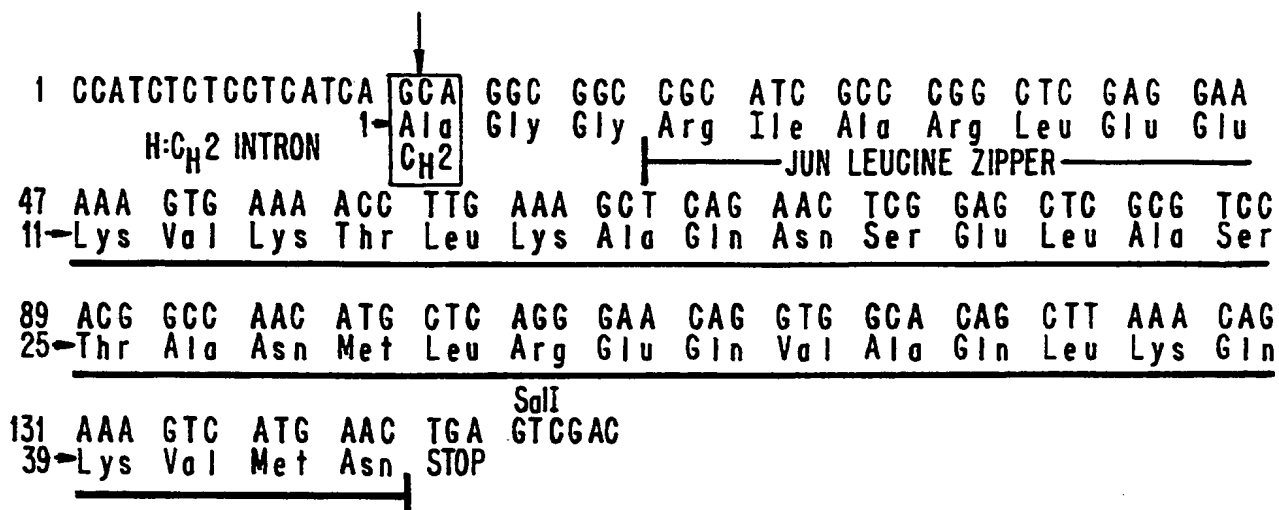 1 CCATCTCTCCTCATCA GCA GGC GGC CGC ATC GCC CGG CTC GAG GAA
1 Ala Gly Gly Arg Ile Ala Arg Leu Glu Glu
H:CH2 INTRON CH2 JUN LEUCINE ZIPPER
47 AAA GTG AAA ACC TTG AAA GCT CAG AAC TCG GAG CTC GCG TCC
11 Lys Val Lys Thr Leu Lys Ala Gln Asn Ser Glu Leu Ala Ser
89 ACG GCC AAC ATG CTC AGG GAA CAG GTG GCA CAG CTT AAA CAG
25 Thr Ala Asn Met Leu Arg Glu Gln Val Ala Gln Leu Lys Gln
SalI
131 AAA GTC ATG AAC TGA GTCGAC
39 Lys Val Met Asn STOP